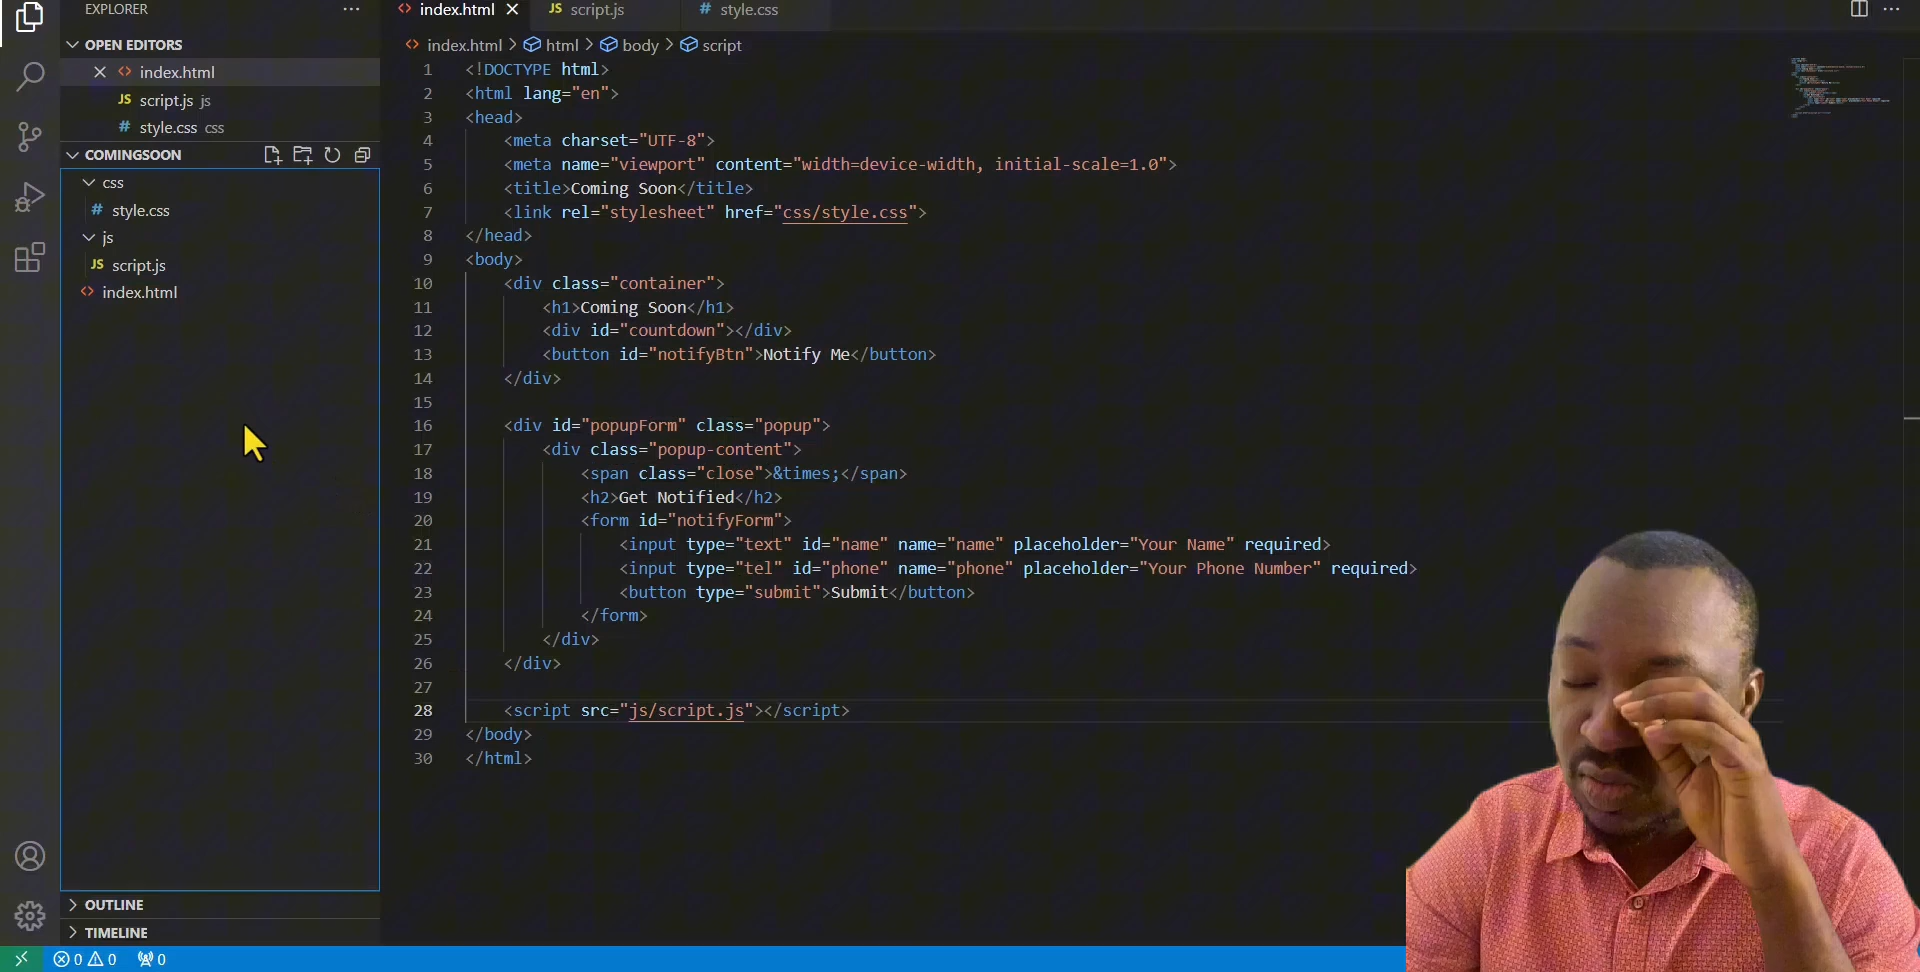 EXPLORER
OPEN EDITORS
index.html
JS script.js js
# style.css css
COMINGSOON
css
# style.css
js
JS script.js
index.html
OUTLINE
TIMELINE
0 0 0
index.html JS script.js # style.css
index.html > html > body > script
1 <!DOCTYPE html>
2 <html lang="en">
3 <head>
4 <meta charset="UTF-8">
5 <meta name="viewport" content="width=device-width, initial-scale=1.0">
6 <title>Coming Soon</title>
7 <link rel="stylesheet" href="css/style.css">
8 </head>
9 <body>
10 <div class="container">
11 <h1>Coming Soon</h1>
12 <div id="countdown"></div>
13 <button id="notifyBtn">Notify Me</button>
14 </div>
15
16 <div id="popupForm" class="popup">
17 <div class="popup-content">
18 <span class="close">&times;</span>
19 <h2>Get Notified</h2>
20 <form id="notifyForm">
21 <input type="text" id="name" name="name" placeholder="Your Name" required>
22 <input type="tel" id="phone" name="phone" placeholder="Your Phone Number" required>
23 <button type="submit">Submit</button>
24 </form>
25 </div>
26 </div>
27
28 <script src="js/script.js"></script>
29 </body>
30 </html>